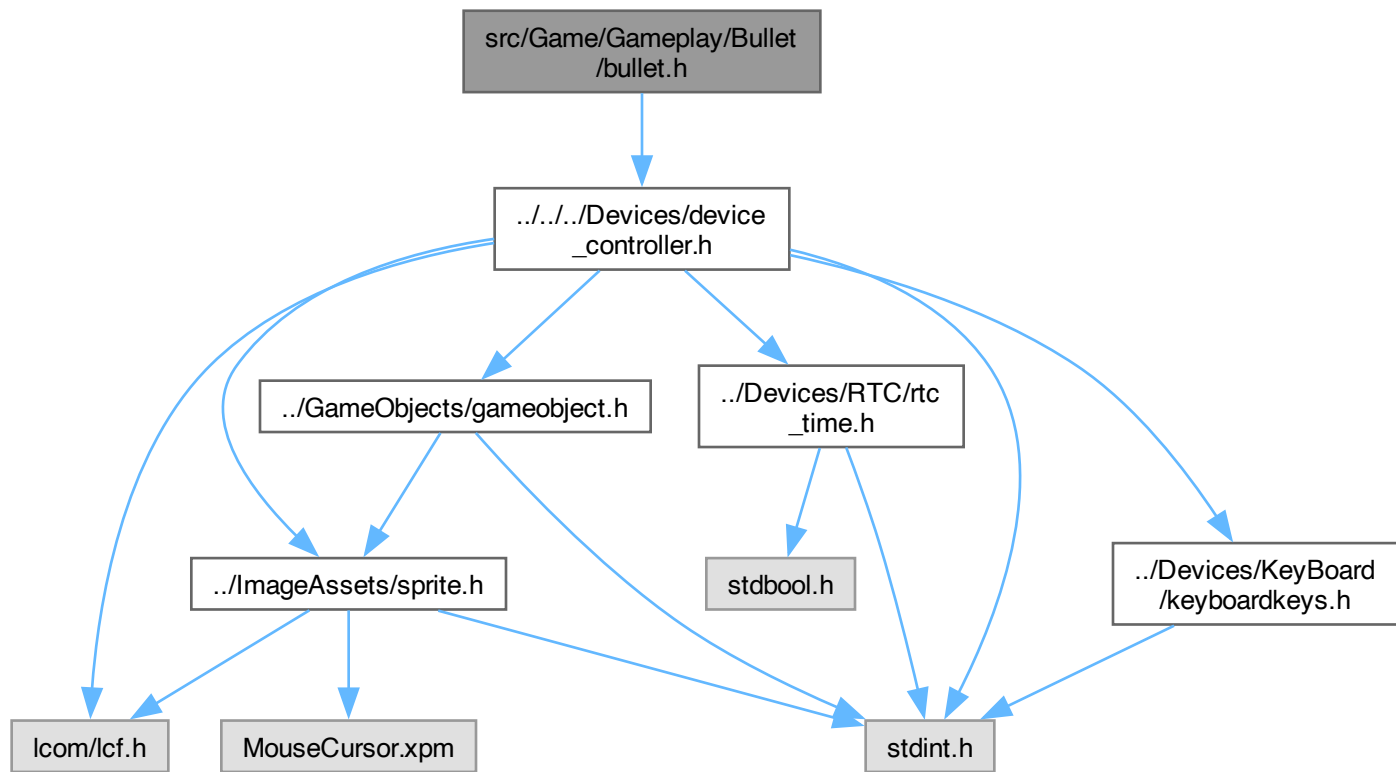 src/Game/Gameplay/Bullet
/bullet.h
../../../Devices/device
_controller.h
../GameObjects/gameobject.h
../Devices/RTC/rtc
_time.h
../ImageAssets/sprite.h
stdbool.h
../Devices/KeyBoard
/keyboardkeys.h
lcom/lcf.h
MouseCursor.xpm
stdint.h